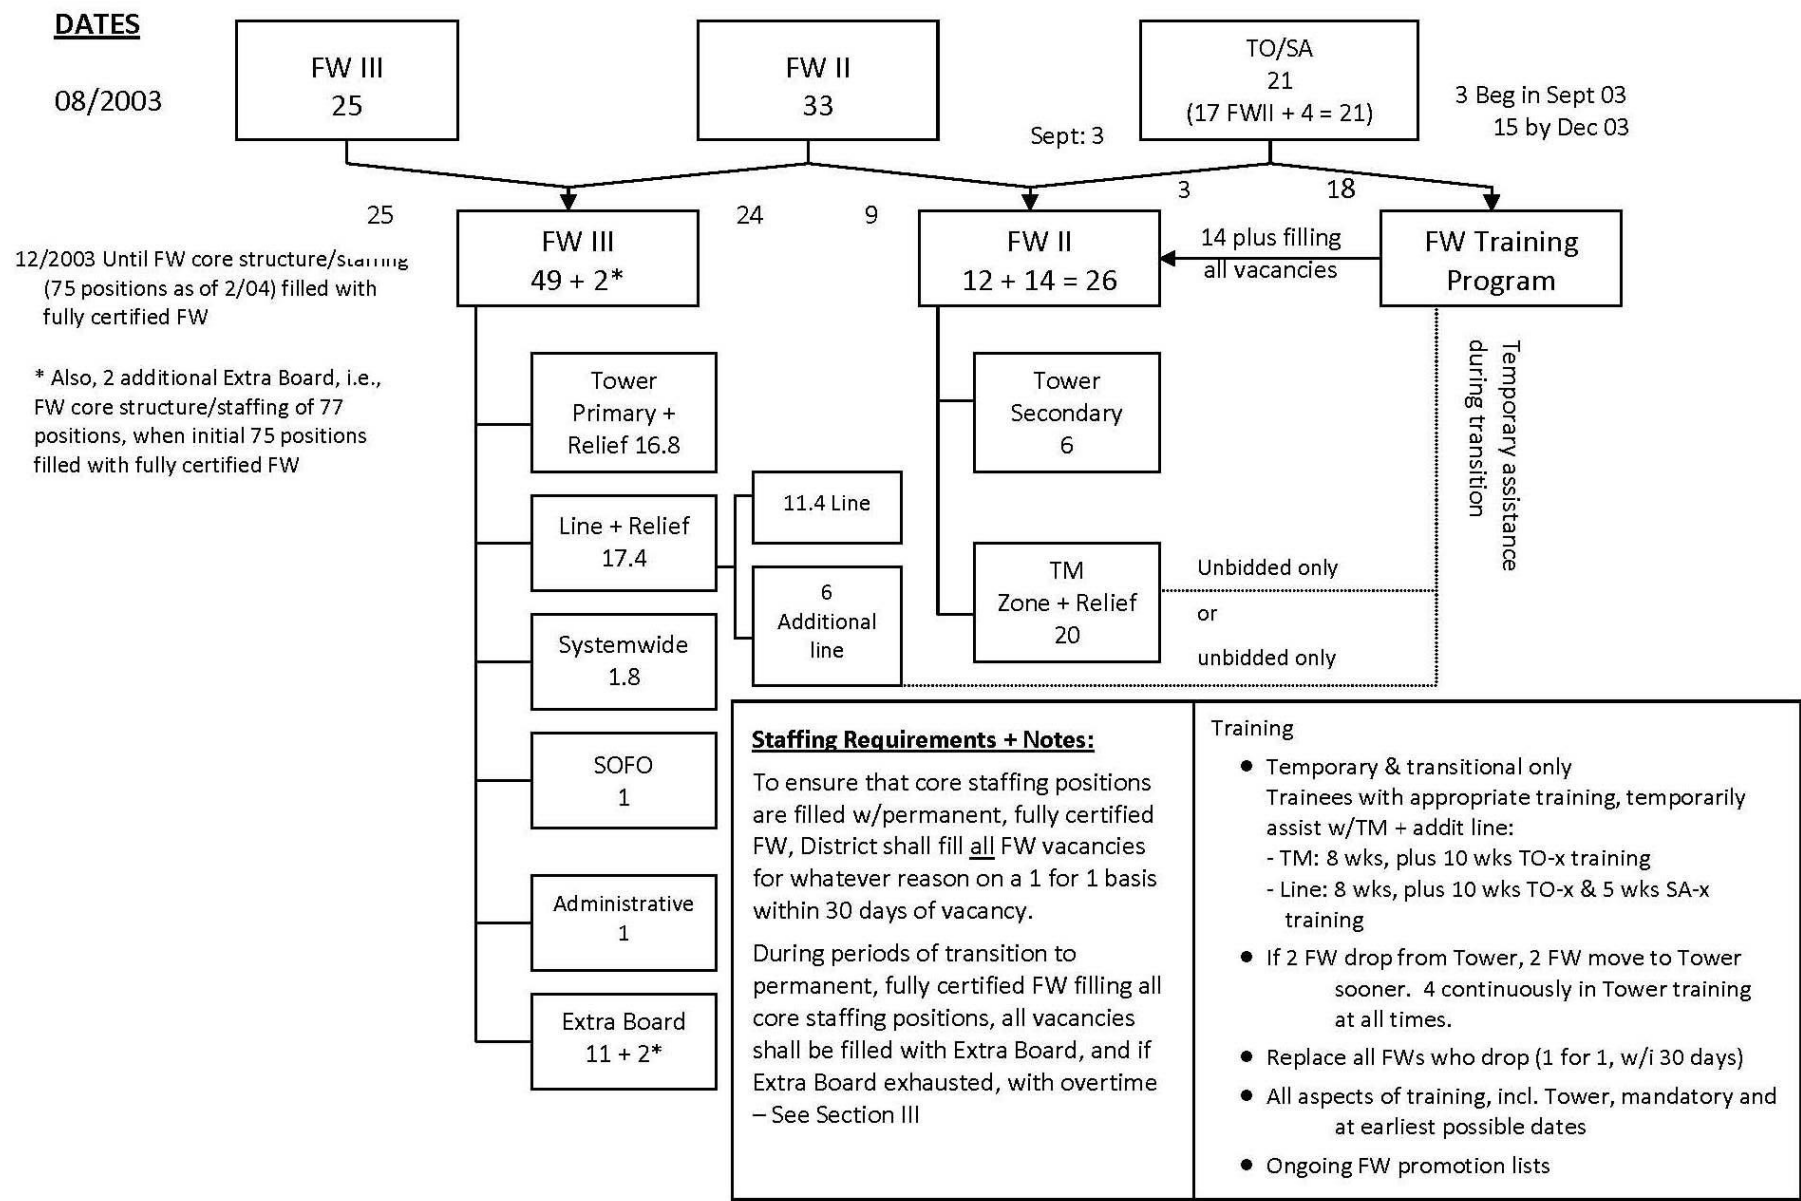 DATES
08/2003
FW III
25
FW II
33
TO/SA
21
(17 FWII + 4 = 21)
3 Beg in Sept 03
15 by Dec 03
Sept: 3
25
24
9
3
18
12/2003 Until FW core structure/staffing
(75 positions as of 2/04) filled with
fully certified FW
FW III
49 + 2*
FW II
12 + 14 = 26
14 plus filling
all vacancies
FW Training
Program
* Also, 2 additional Extra Board, i.e.,
FW core structure/staffing of 77
positions, when initial 75 positions
filled with fully certified FW
Tower
Primary +
Relief 16.8
Line + Relief
17.4
11.4 Line
6
Additional
line
Systemwide
1.8
SOFO
1
Administrative
1
Extra Board
11 + 2*
Tower
Secondary
6
TM
Zone + Relief
20
Unbidded only
or
unbidded only
Temporary assistance
during transition
Staffing Requirements + Notes:
To ensure that core staffing positions
are filled w/permanent, fully certified
FW, District shall fill all FW vacancies
for whatever reason on a 1 for 1 basis
within 30 days of vacancy.
During periods of transition to
permanent, fully certified FW filling all
core staffing positions, all vacancies
shall be filled with Extra Board, and if
Extra Board exhausted, with overtime
– See Section III
Training
● Temporary & transitional only
Trainees with appropriate training, temporarily
assist w/TM + addit line:
- TM: 8 wks, plus 10 wks TO-x training
- Line: 8 wks, plus 10 wks TO-x & 5 wks SA-x
training
● If 2 FW drop from Tower, 2 FW move to Tower
sooner. 4 continuously in Tower training
at all times.
● Replace all FWs who drop (1 for 1, w/i 30 days)
● All aspects of training, incl. Tower, mandatory and
at earliest possible dates
● Ongoing FW promotion lists